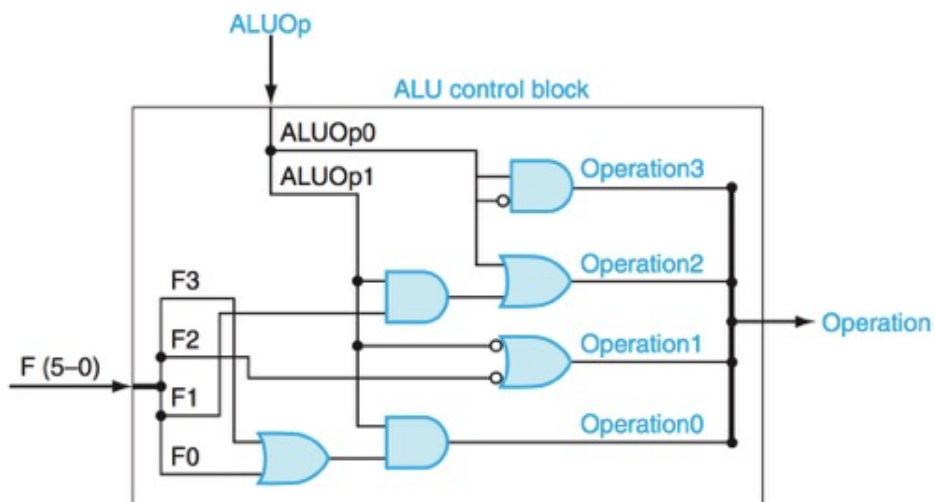 ALUOp
ALU control block
ALUOp0
ALUOp1
Operation3
Operation2
F3
F2
Operation1
Operation
F (5–0)
F1
Operation0
F0